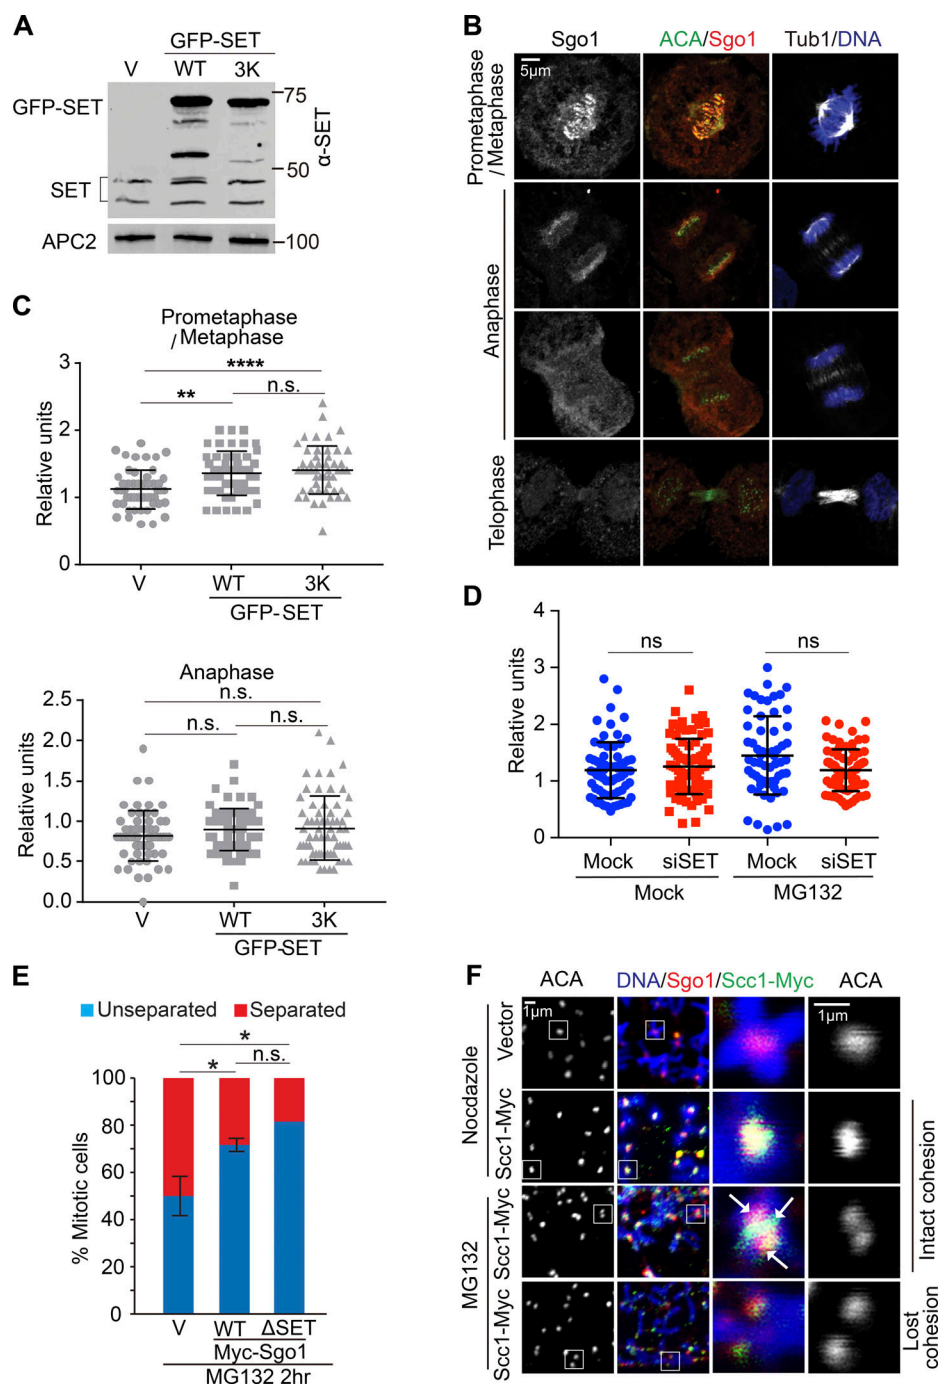 A
GFP-SET
V WT 3K
GFP-SET
75
50
SET
α-SET
APC2
100
B
Sgo1 ACA/Sgo1 Tub1/DNA
5µm
Prometaphase
/ Metaphase
Anaphase
Telophase
C
Prometaphase
/ Metaphase
3
2
1
0
Relative units
****
** n.s.
V WT 3K
GFP-SET
Anaphase
2.5
2.0
1.5
1.0
0.5
0.0
Relative units
n.s.
n.s. n.s.
V WT 3K
GFP-SET
D
4
3
2
1
0
Relative units
ns ns
Mock siSET Mock siSET
Mock MG132
E
Unseparated Separated
*
* n.s.
100
80
60
40
20
0
% Mitotic cells
V WT ΔSET
Myc-Sgo1
MG132 2hr
F
ACA DNA/Sgo1/Scc1-Myc ACA
1µm 1µm
Nocdazole
Vector
Scc1-Myc
MG132
Scc1-Myc
Scc1-Myc
Intact cohesion
Lost
cohesion